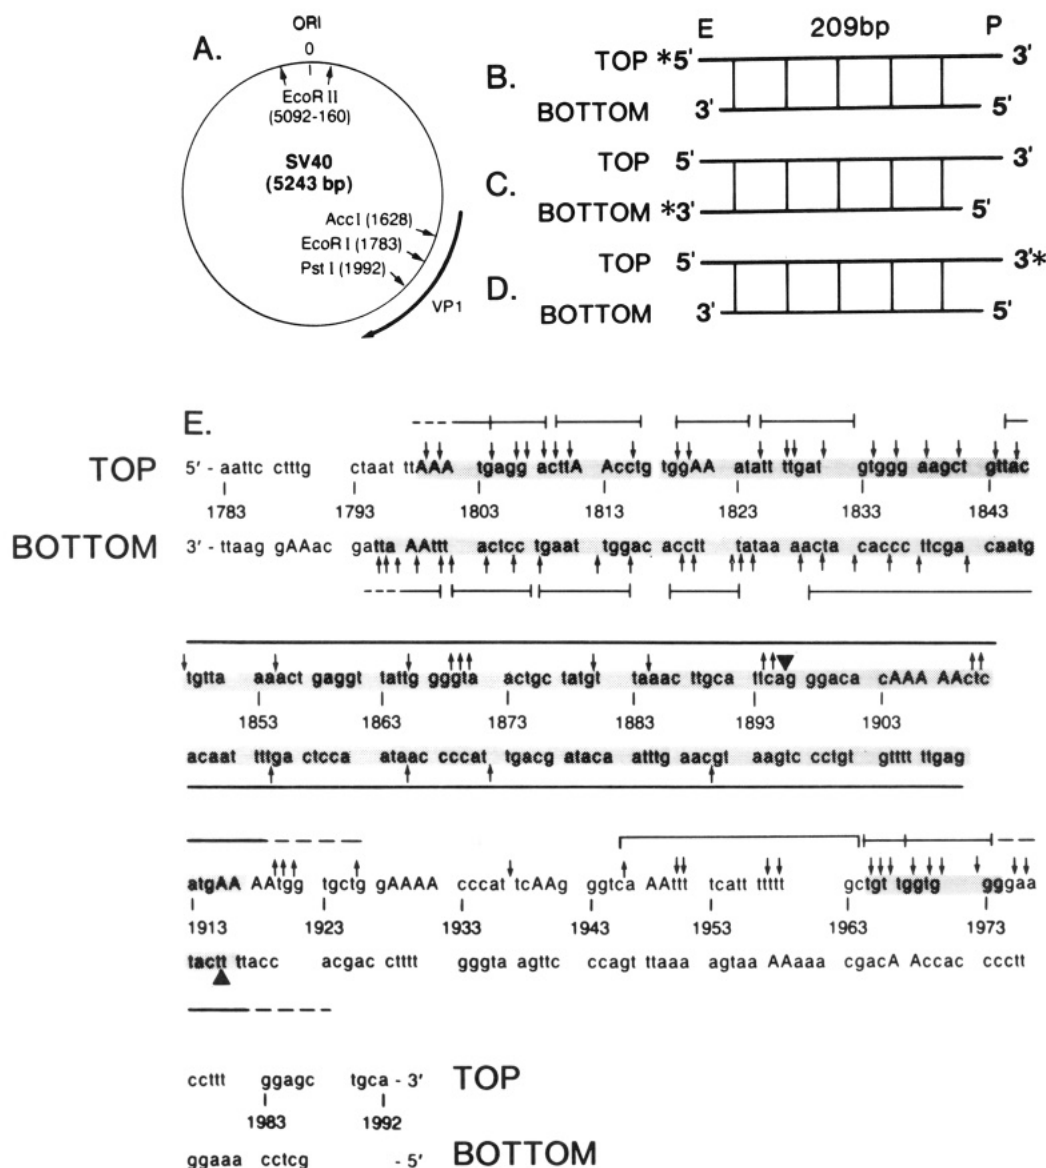 A.
ORI
0
EcoR II
(5092-160)
SV40
(5243 bp)
AccI (1628)
EcoR I (1783)
Pst I (1992)
VP1
E 209bp P
B.
TOP *5' 3'
BOTTOM 3' 5'
C.
TOP 5' 3'
BOTTOM *3' 5'
D.
TOP 5' 3'*
BOTTOM 3' 5'
E.
TOP 5' - aattc ctttg ctaat ttAAA tgagg acttA Acctg tggAA atatt ttgat gtggg aagct gttac
1783 1793 1803 1813 1823 1833 1843
BOTTOM 3' - ttaag gAAac gatta AAttt actcc tgaat tggac acctt tataa aacta caccc ttcga caatg
tgtta aaact gaggt tattg gggta actgc tatgt taaac ttgca ttcag ggaca cAAAA AActc
1853 1863 1873 1883 1893 1903
acaat tttga ctcca ataac cccat tgacg ataca atttg aacgt aagtc cctgt gtttt ttgag
atgAA AAtgg tgctg gAAAA cccat tcAAg ggtca AAttt tcatt ttttt gctgt tggtg gggaa
1913 1923 1933 1943 1953 1963 1973
tactt ttacc acgac ctttt gggta agttc ccagt ttaaa agtaa AAaaa cgacA Accac ccctt
ccttt ggagc tgca - 3' TOP
1983 1992
ggaaa cctcg - 5' BOTTOM